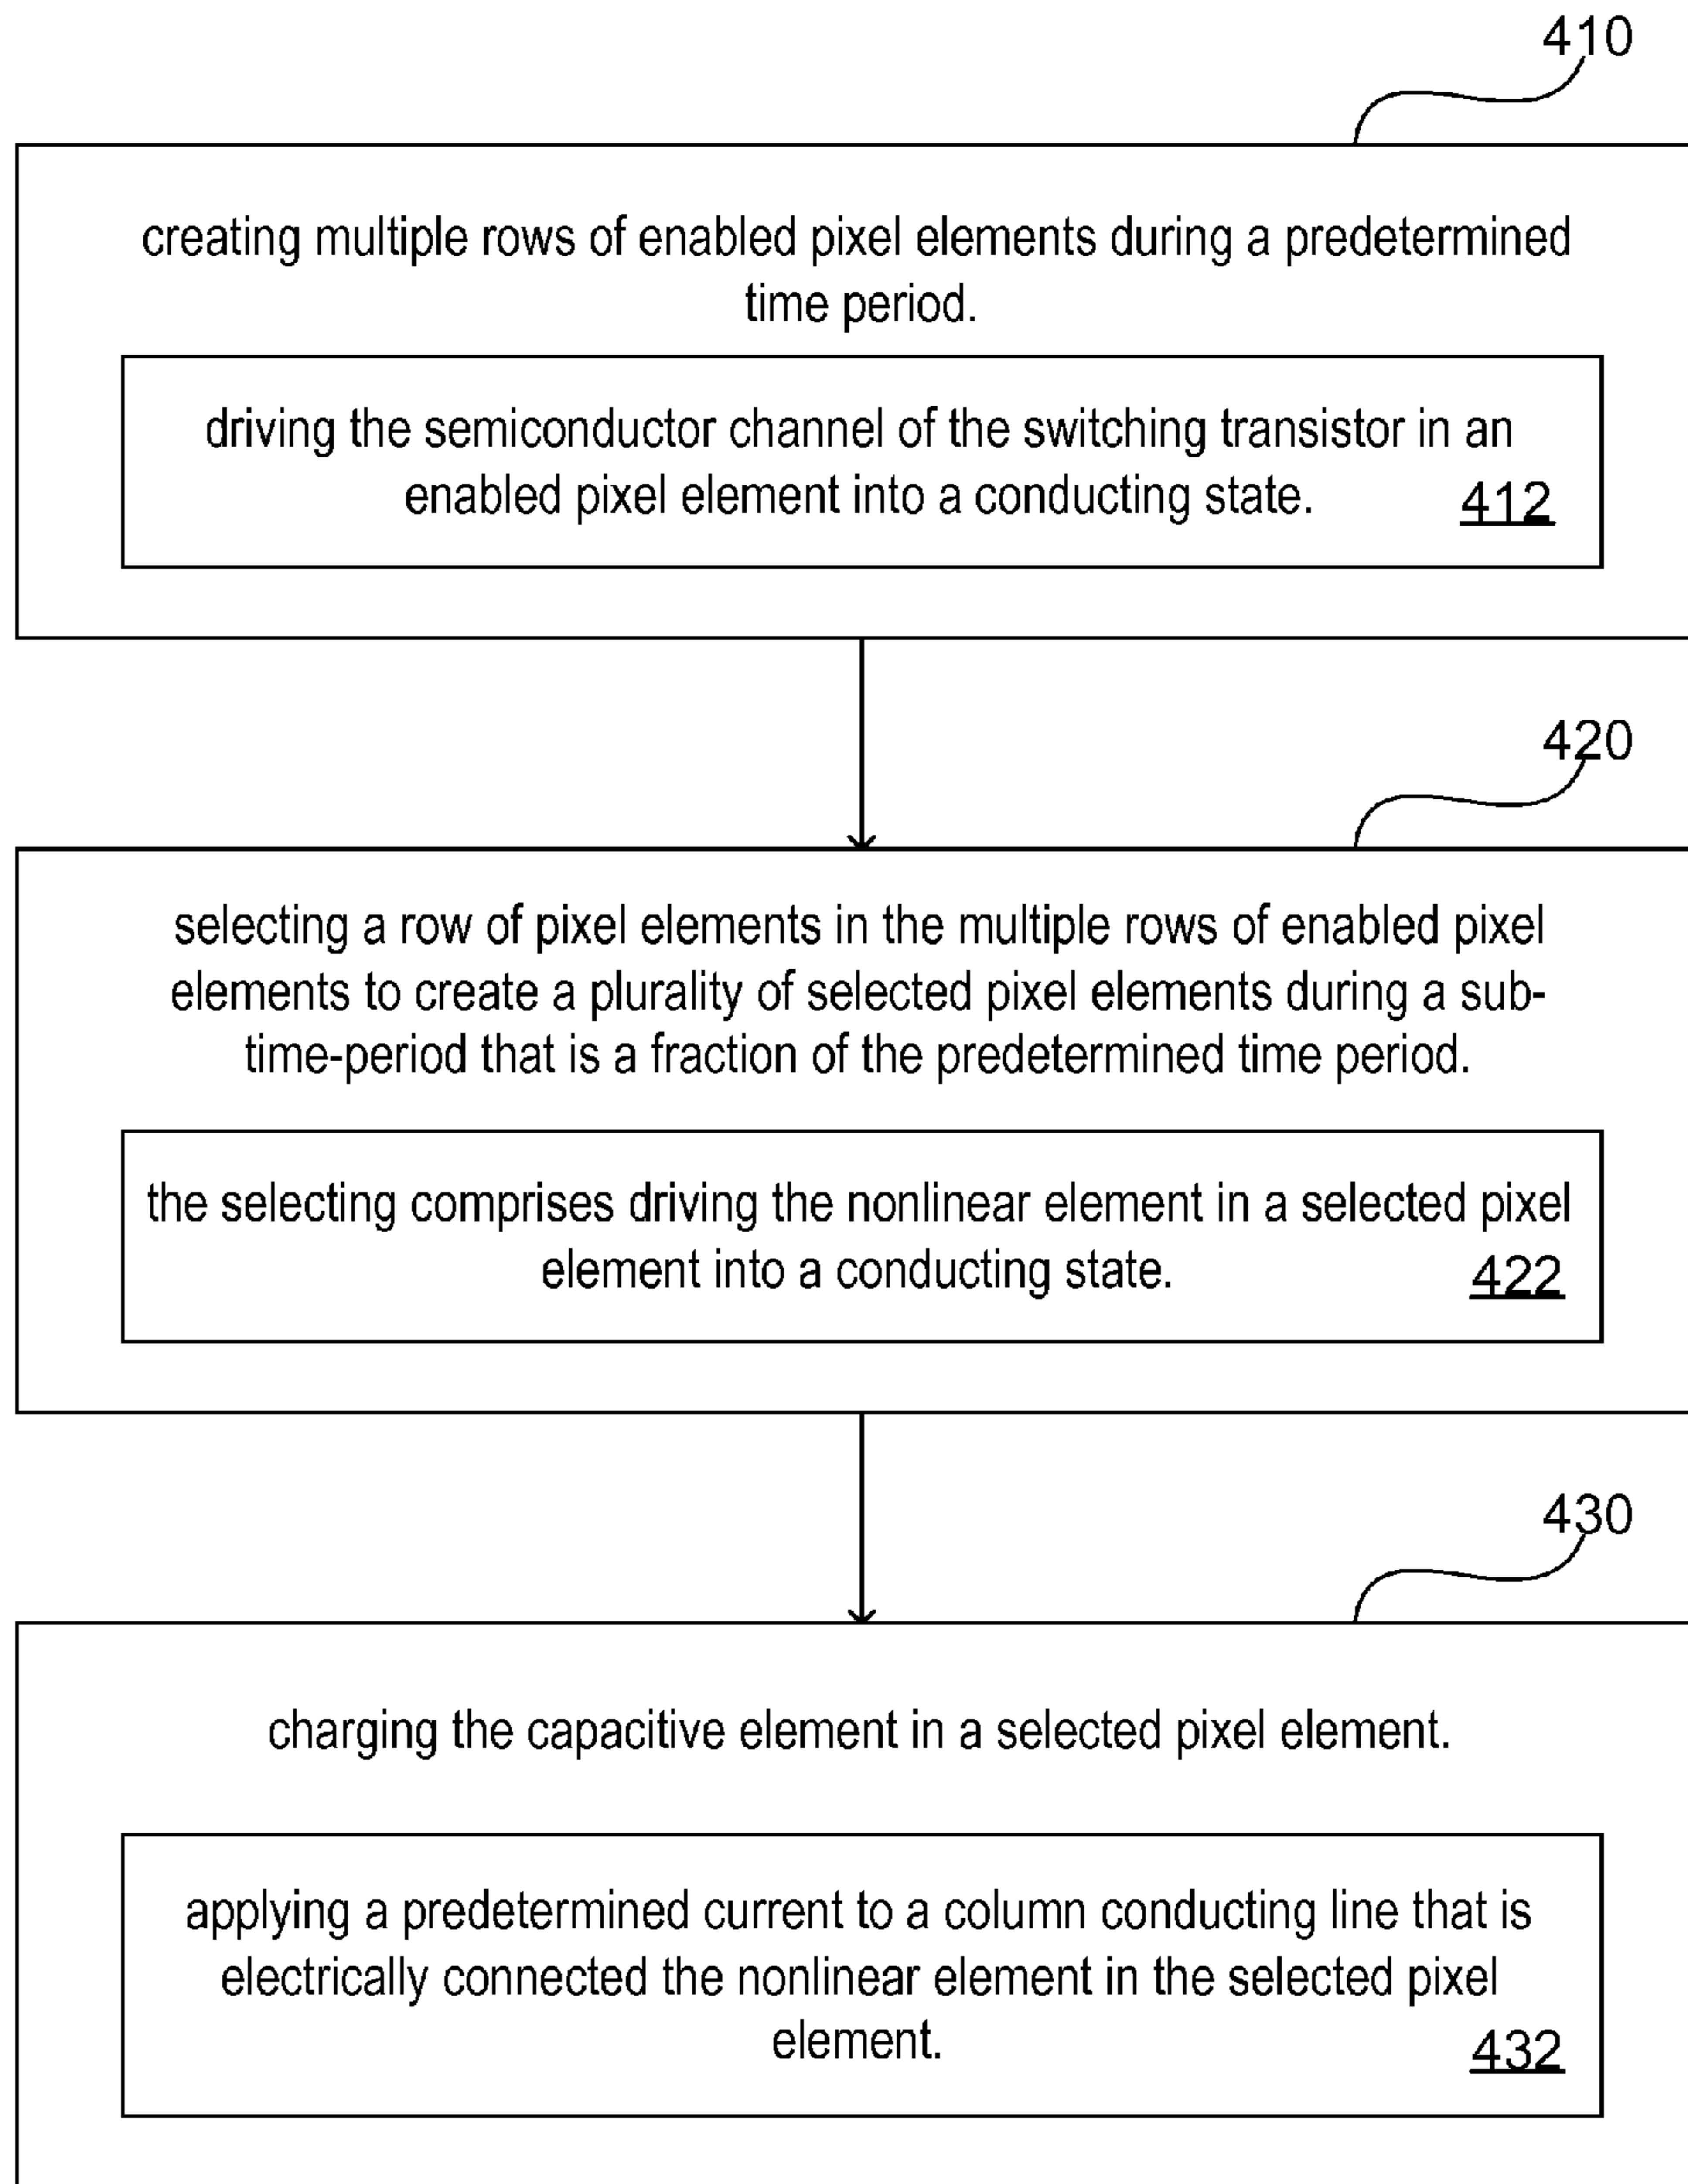 410
creating multiple rows of enabled pixel elements during a predetermined
time period.
driving the semiconductor channel of the switching transistor in an
enabled pixel element into a conducting state.
412
420
selecting a row of pixel elements in the multiple rows of enabled pixel
elements to create a plurality of selected pixel elements during a sub-
time-period that is a fraction of the predetermined time period.
the selecting comprises driving the nonlinear element in a selected pixel
element into a conducting state.
422
430
charging the capacitive element in a selected pixel element.
applying a predetermined current to a column conducting line that is
electrically connected the nonlinear element in the selected pixel
element.
432